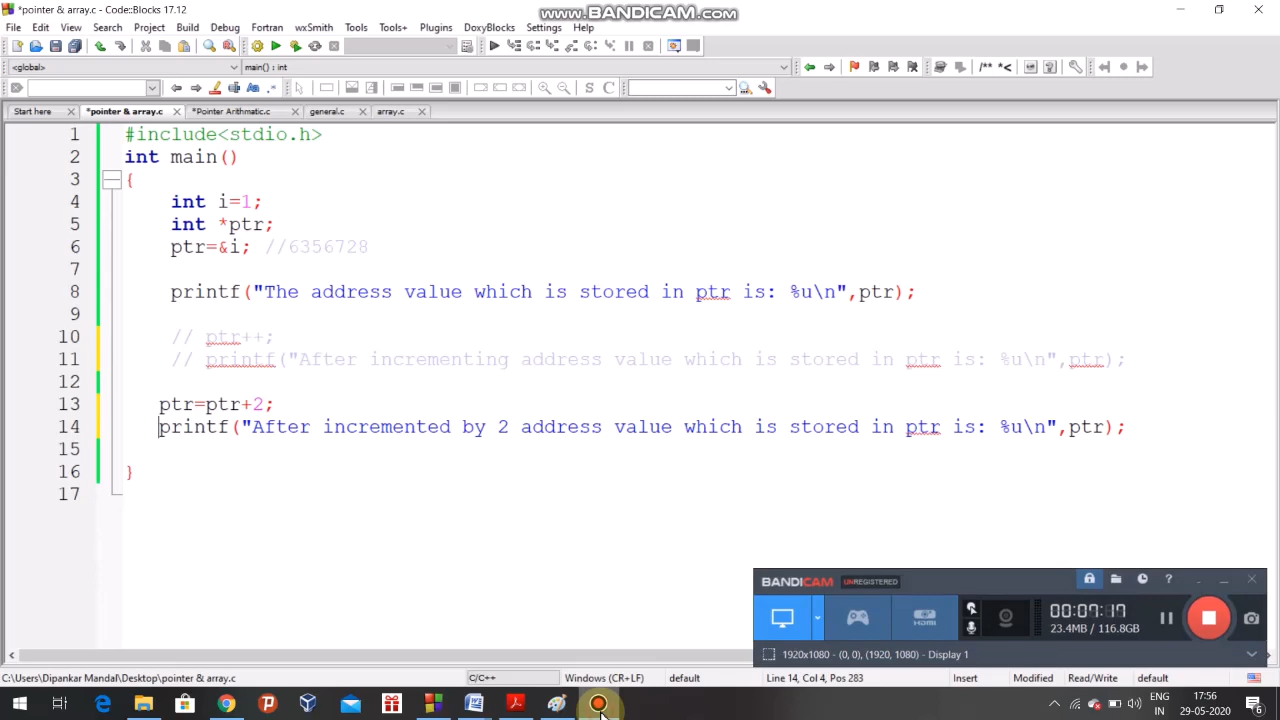 *pointer & array.c - Code::Blocks 17.12
www.BANDICAM.com
File Edit View Search Project Build Debug Fortran wxSmith Tools Tools+ Plugins DoxyBlocks Settings Help
<global> main() : int
/** *<
S C
Start here *pointer & array.c *Pointer Arithmatic.c general.c array.c
1 #include<stdio.h>
2 int main()
3 {
4 int i=1;
5 int *ptr;
6 ptr=&i; //6356728
7
8 printf("The address value which is stored in ptr is: %u\n",ptr);
9
10 // ptr++;
11 // printf("After incrementing address value which is stored in ptr is: %u\n",ptr);
12
13 ptr=ptr+2;
14 printf("After incremented by 2 address value which is stored in ptr is: %u\n",ptr);
15
16 }
17
BANDICAM UNREGISTERED
HDMI
00:07:17
23.4MB / 116.8GB
1920x1080 - (0, 0), (1920, 1080) - Display 1
C:\Users\Dipankar Mandal\Desktop\pointer & array.c C/C++ Windows (CR+LF) default Line 14, Col 4, Pos 283 Insert Modified Read/Write default
ENG 17:56
IN 29-05-2020 6